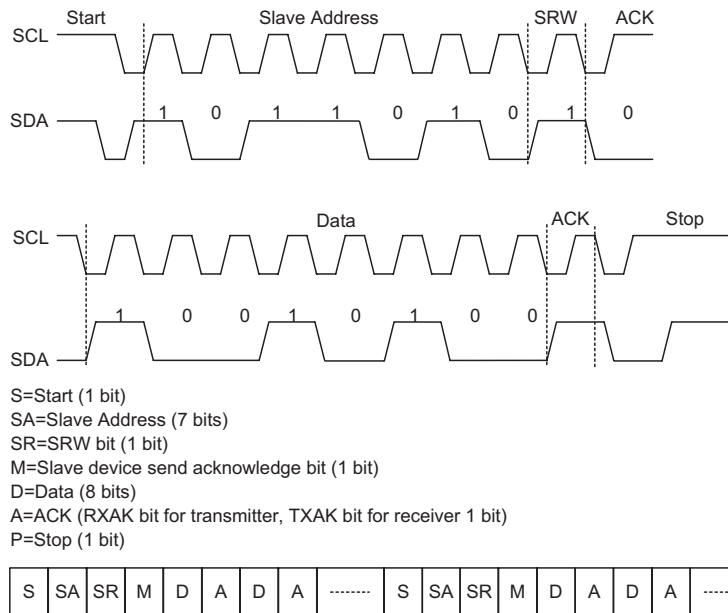 Start Slave Address SRW ACK
SCL
1 0 1 1 0 1 0 1 0
SDA
Data ACK Stop
SCL
1 0 0 1 0 1 0 0
SDA
S=Start (1 bit)
SA=Slave Address (7 bits)
SR=SRW bit (1 bit)
M=Slave device send acknowledge bit (1 bit)
D=Data (8 bits)
A=ACK (RXAK bit for transmitter, TXAK bit for receiver 1 bit)
P=Stop (1 bit)
S SA SR M D A D A ------- S SA SR M D A D A -----